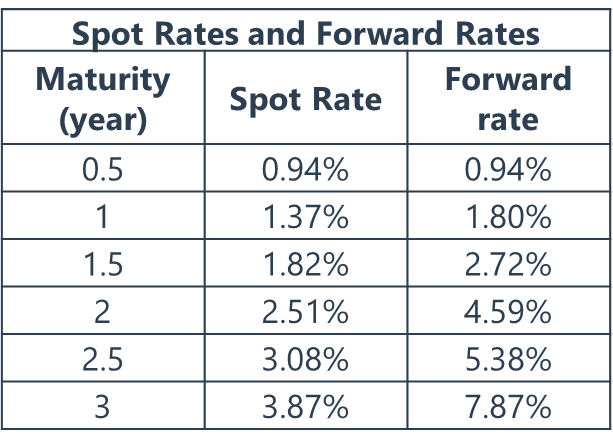 Spot Rates and Forward Rates
Maturity (year) Spot Rate Forward rate
0.5 0.94% 0.94%
1 1.37% 1.80%
1.5 1.82% 2.72%
2 2.51% 4.59%
2.5 3.08% 5.38%
3 3.87% 7.87%